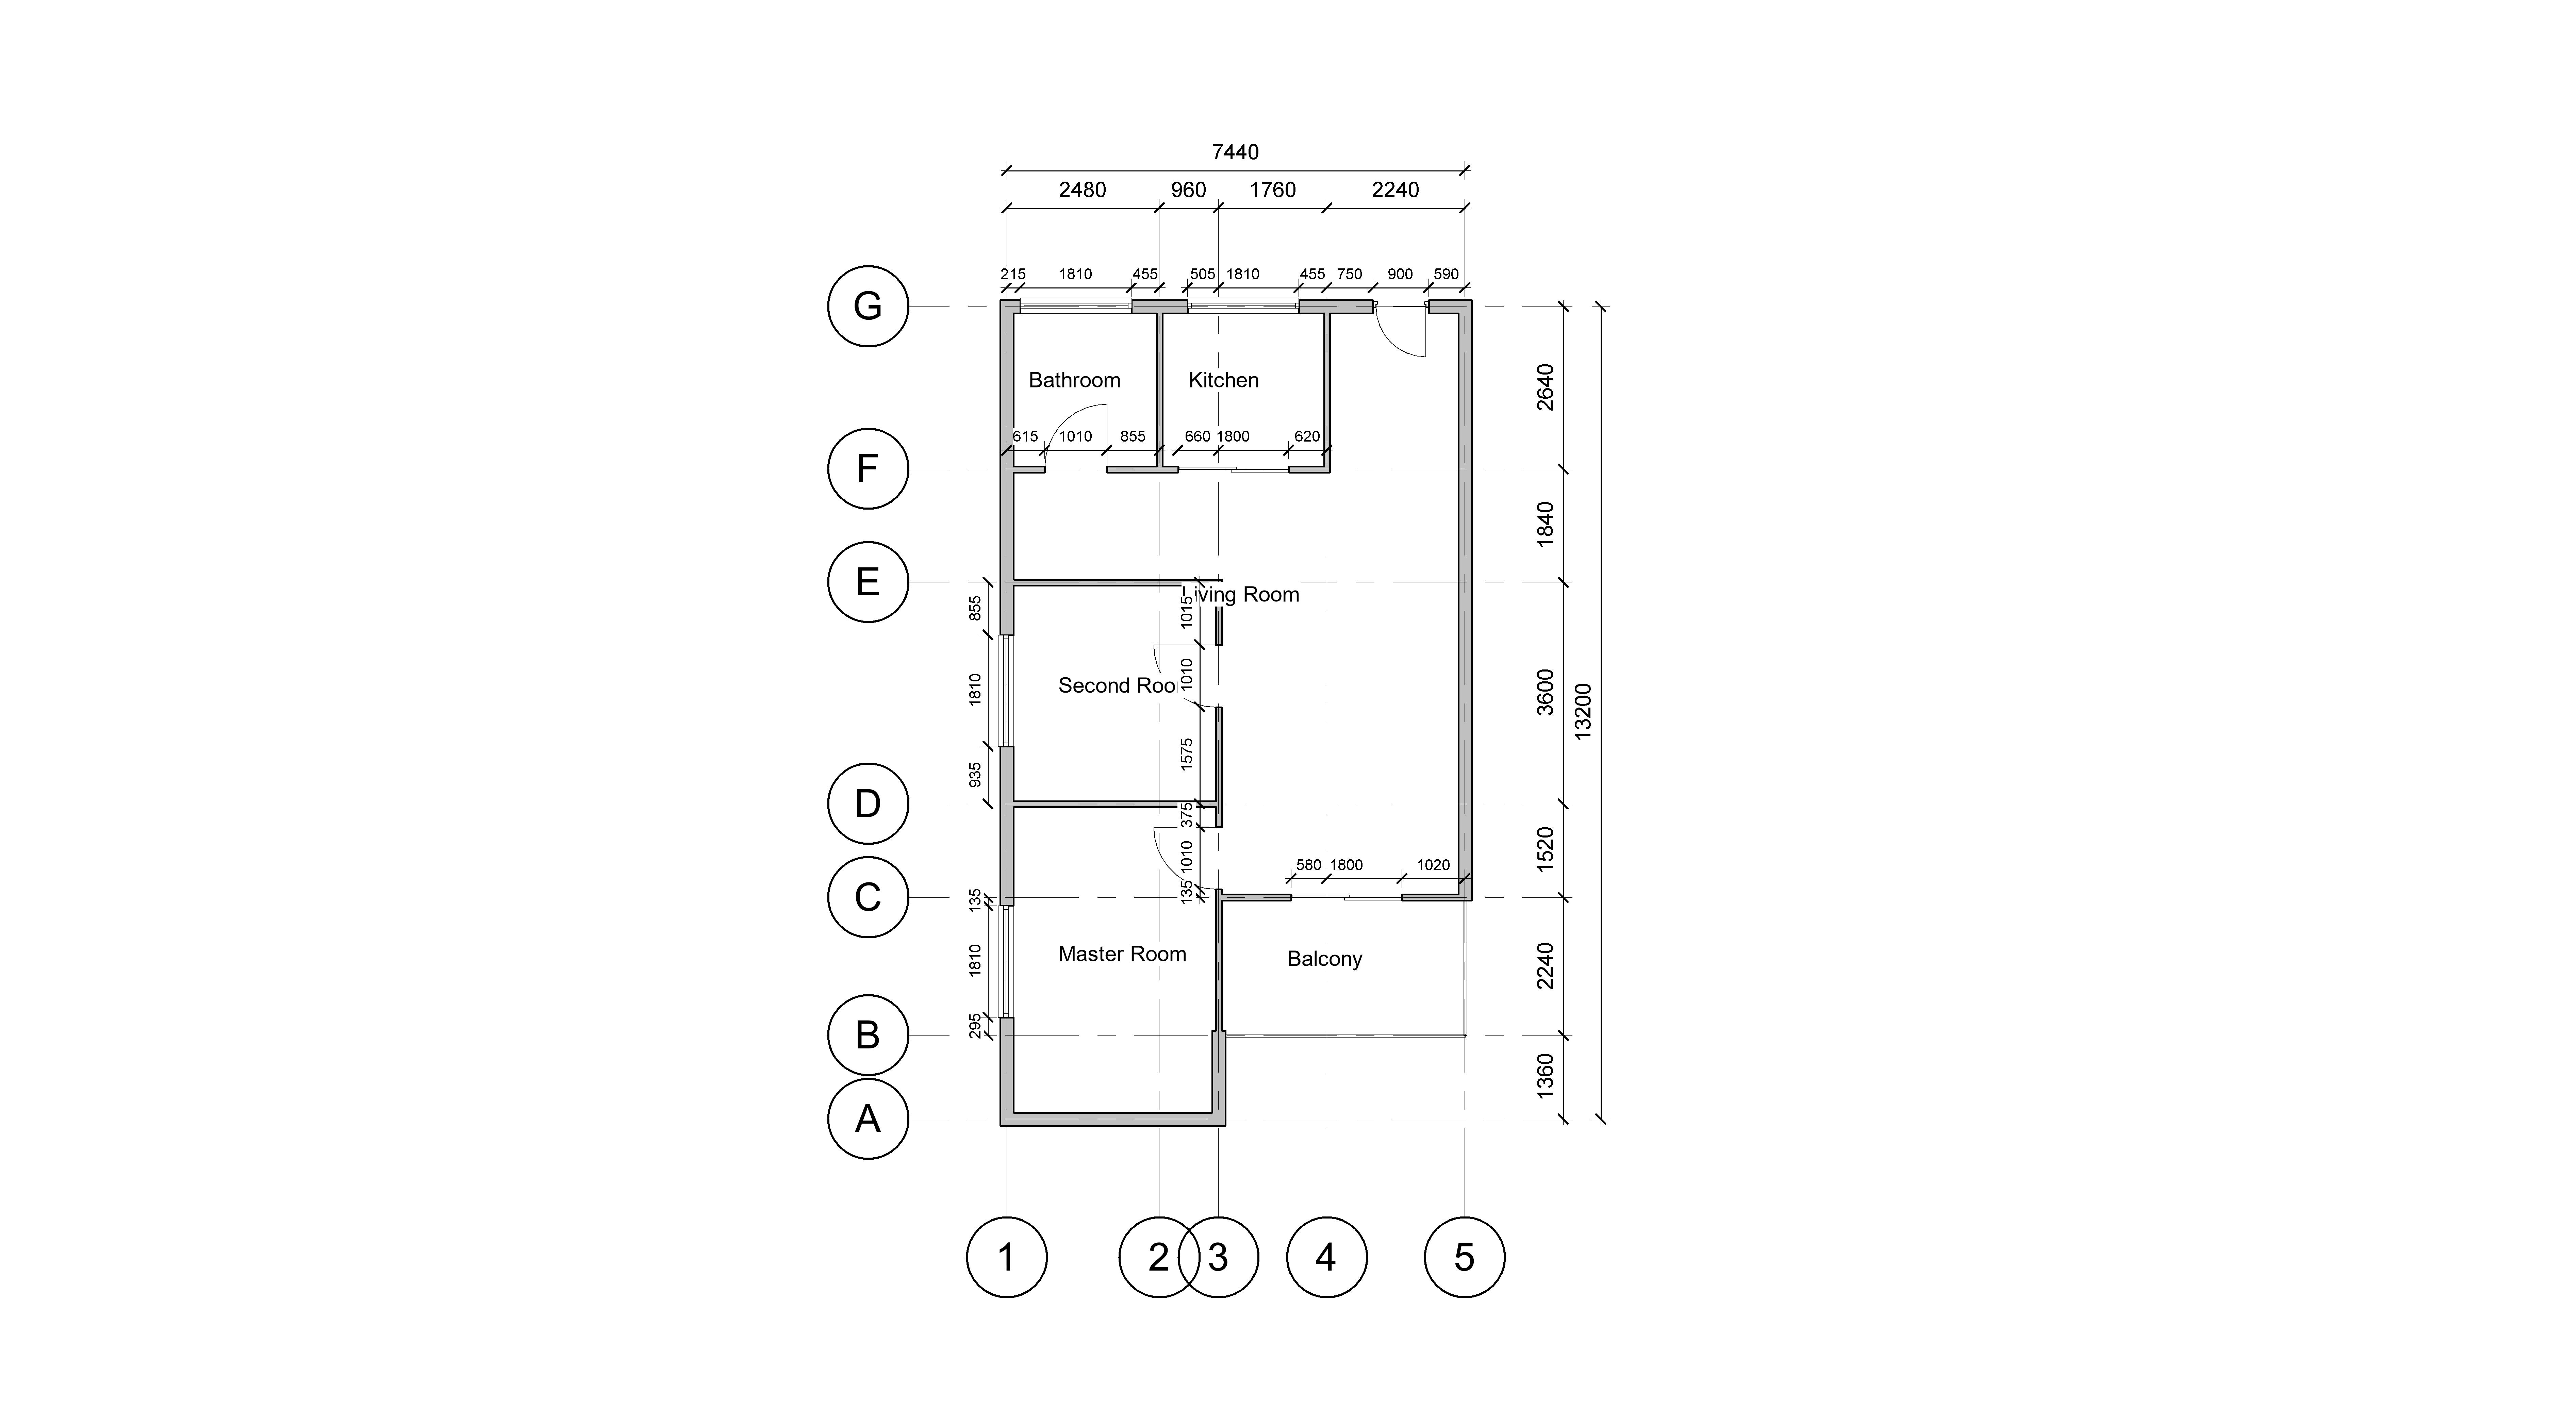 7440
2480 960 1760 2240
215 1810 455 505 1810 455 750 900 590
G
2640
Bathroom Kitchen
615 1010 855 660 1800 620
F
1840
E
855
Living Room
1015
3600
13200
1810
Second Roo
1010
1575
935
D
375
1520
1010
580 1800 1020
135
135
C
Master Room
Balcony
1810
2240
295
B
1360
A
1 2 3 4 5